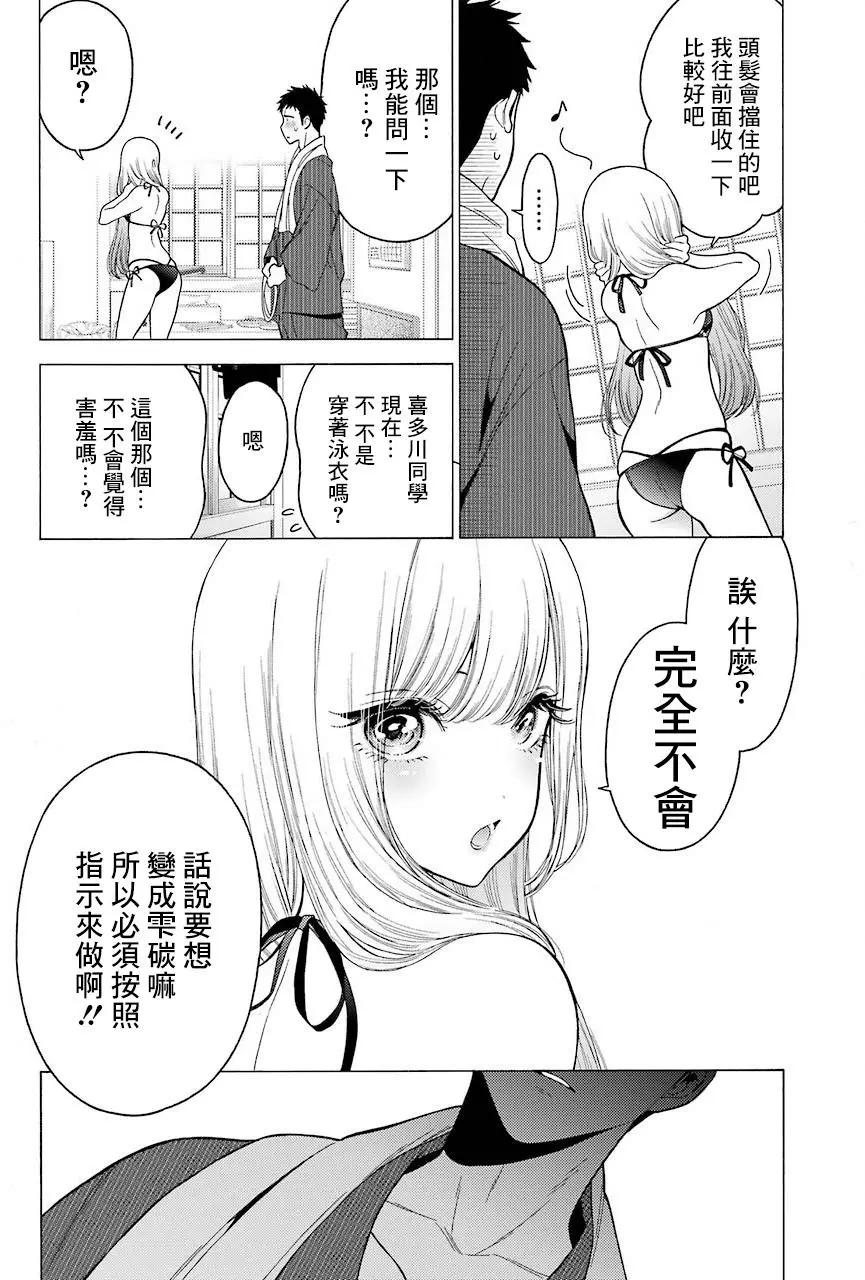 頭髮會擋住的吧
我往前面收一下
比較好吧
……
那個…
我能問一下
嗎…？
嗯？
喜多川同學
現在…
不 不是
穿著泳衣嗎？
嗯
這個那個…
不 不會覺得
害羞嗎…？
誒 什麼？
完全不會
話說要想
變成雫碳嘛
所以必須按照
指示來做啊！！